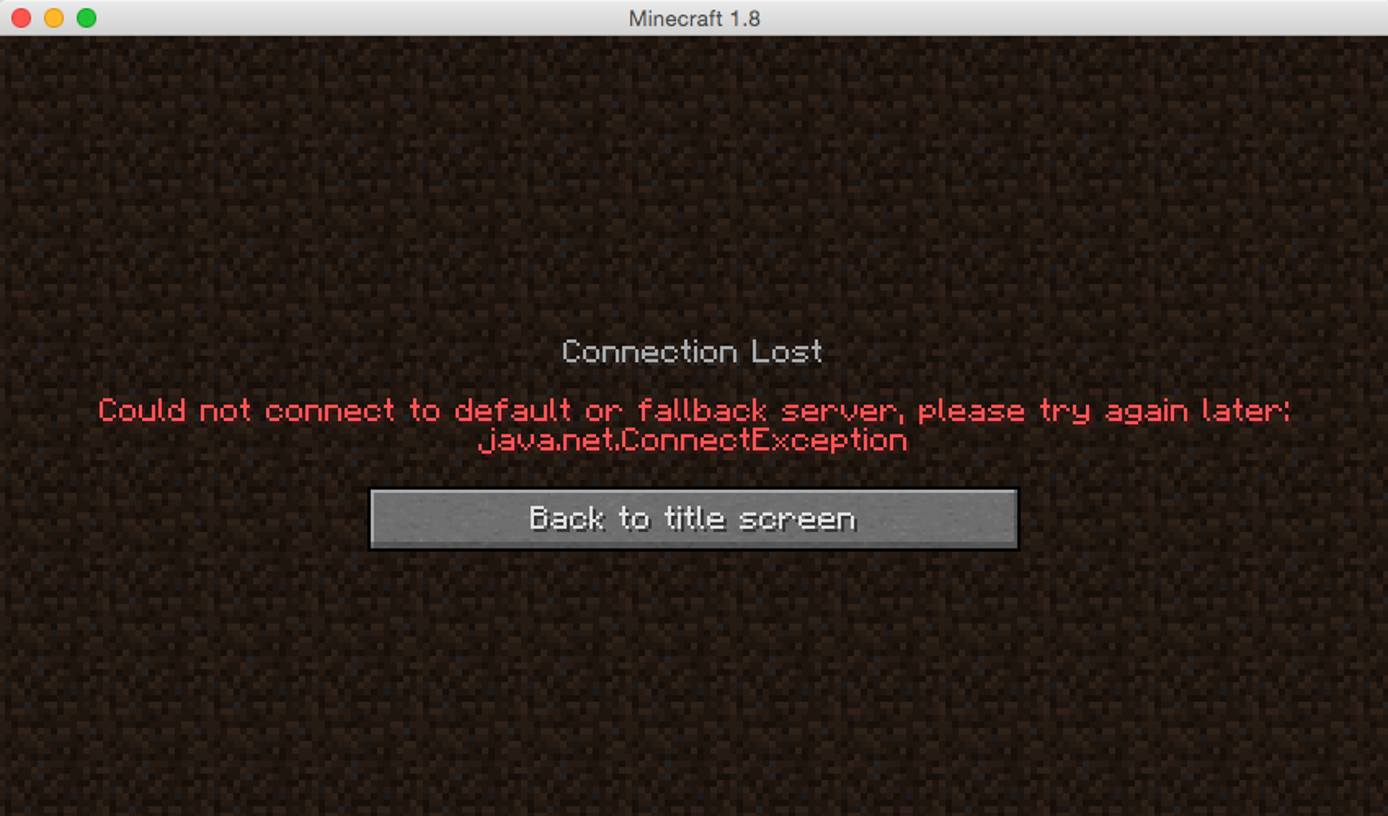 Minecraft 1.8
Connection Lost
Could not connect to default or fallback server, please try again later:
java.net.ConnectException
Back to title screen